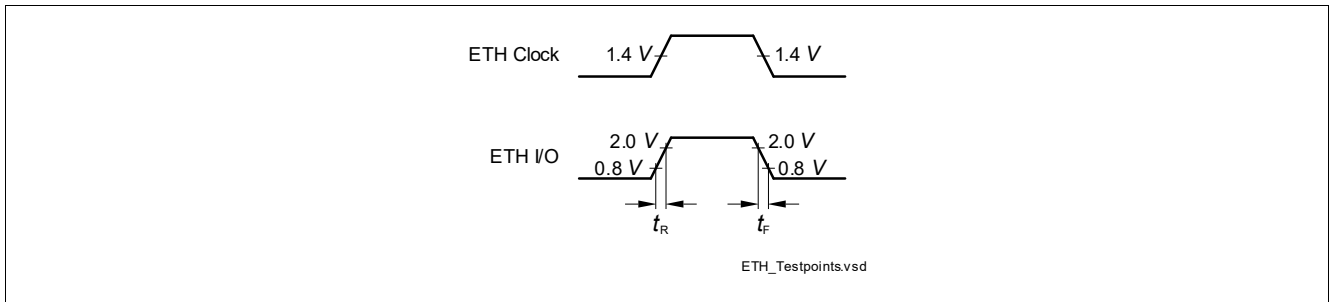 ETH Clock 1.4 V 1.4 V
2.0 V 2.0 V
ETH I/O
0.8 V 0.8 V
tR tF
ETH_Testpoints.vsd